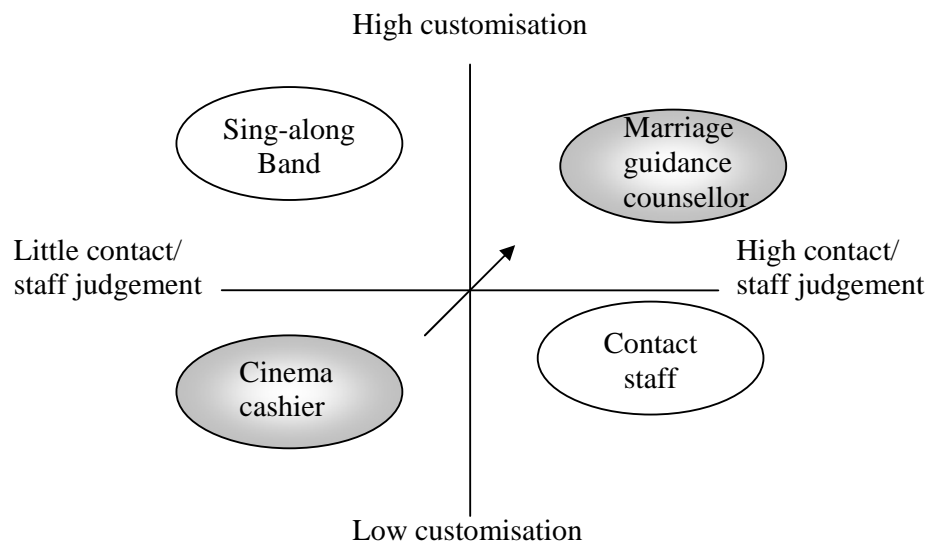 High customisation
Sing-along
Band
Marriage
guidance
counsellor
Little contact/
staff judgement
High contact/
staff judgement
Contact
staff
Cinema
cashier
Low customisation